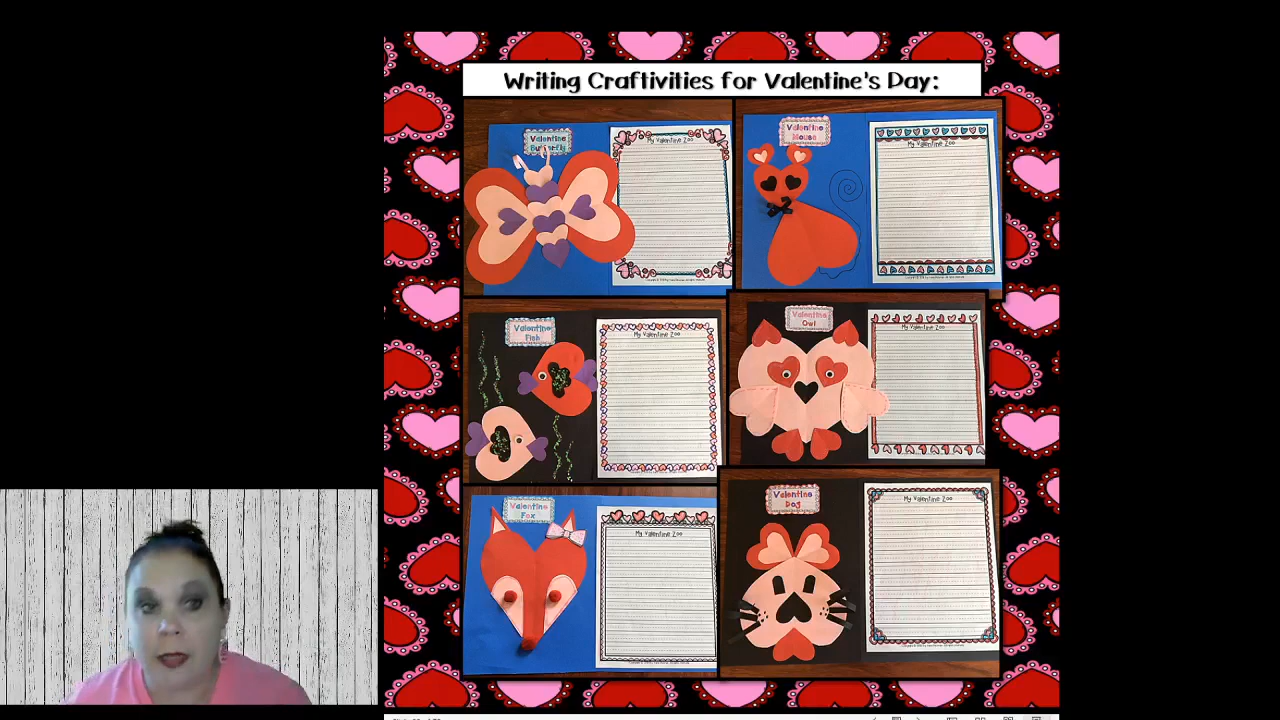 Writing Craftivities for Valentine's Day:
Valentine
Butterfly
My Valentine Zoo
Valentine
Mouse
My Valentine Zoo
Valentine
Fish
My Valentine Zoo
Valentine
Owl
My Valentine Zoo
Valentine
Fox
My Valentine Zoo
Valentine
Dog
My Valentine Zoo